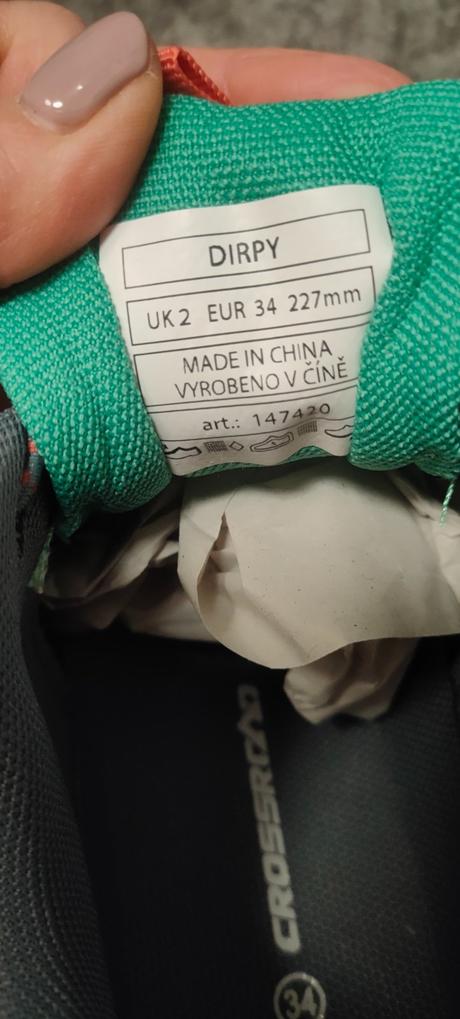 DIRPY
UK 2 EUR 34 227mm
MADE IN CHINA
VYROBENO V ČÍNĚ
art.: 147420
CROSSROAD
34